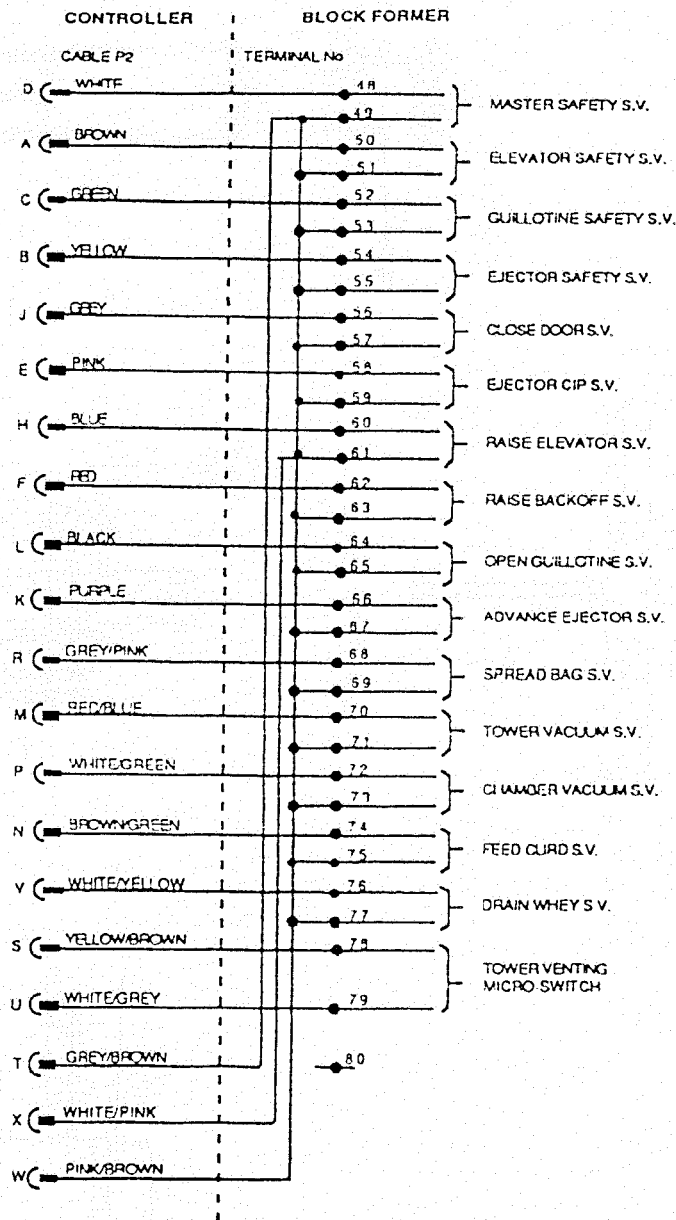 CONTROLLER BLOCK FORMER
CABLE P2 TERMINAL No
D WHITE 48
49 MASTER SAFETY S.V.
A BROWN 50
51 ELEVATOR SAFETY S.V.
C GREEN 52
53 GUILLOTINE SAFETY S.V.
B YELLOW 54
55 EJECTOR SAFETY S.V.
J GREY 56
57 CLOSE DOOR S.V.
E PINK 58
59 EJECTOR CIP S.V.
H BLUE 60
61 RAISE ELEVATOR S.V.
F RED 62
63 RAISE BACKOFF S.V.
L BLACK 64
65 OPEN GUILLOTINE S.V.
K PURPLE 66
67 ADVANCE EJECTOR S.V.
R GREY/PINK 68
69 SPREAD BAG S.V.
M RED/BLUE 70
71 TOWER VACUUM S.V.
P WHITE/GREEN 72
73 CHAMBER VACUUM S.V.
N BROWN/GREEN 74
75 FEED CURD S.V.
V WHITE/YELLOW 76
77 DRAIN WHEY S.V.
S YELLOW/BROWN 78
TOWER VENTING
MICRO-SWITCH
U WHITE/GREY 79
T GREY/BROWN 80
X WHITE/PINK
W PINK/BROWN